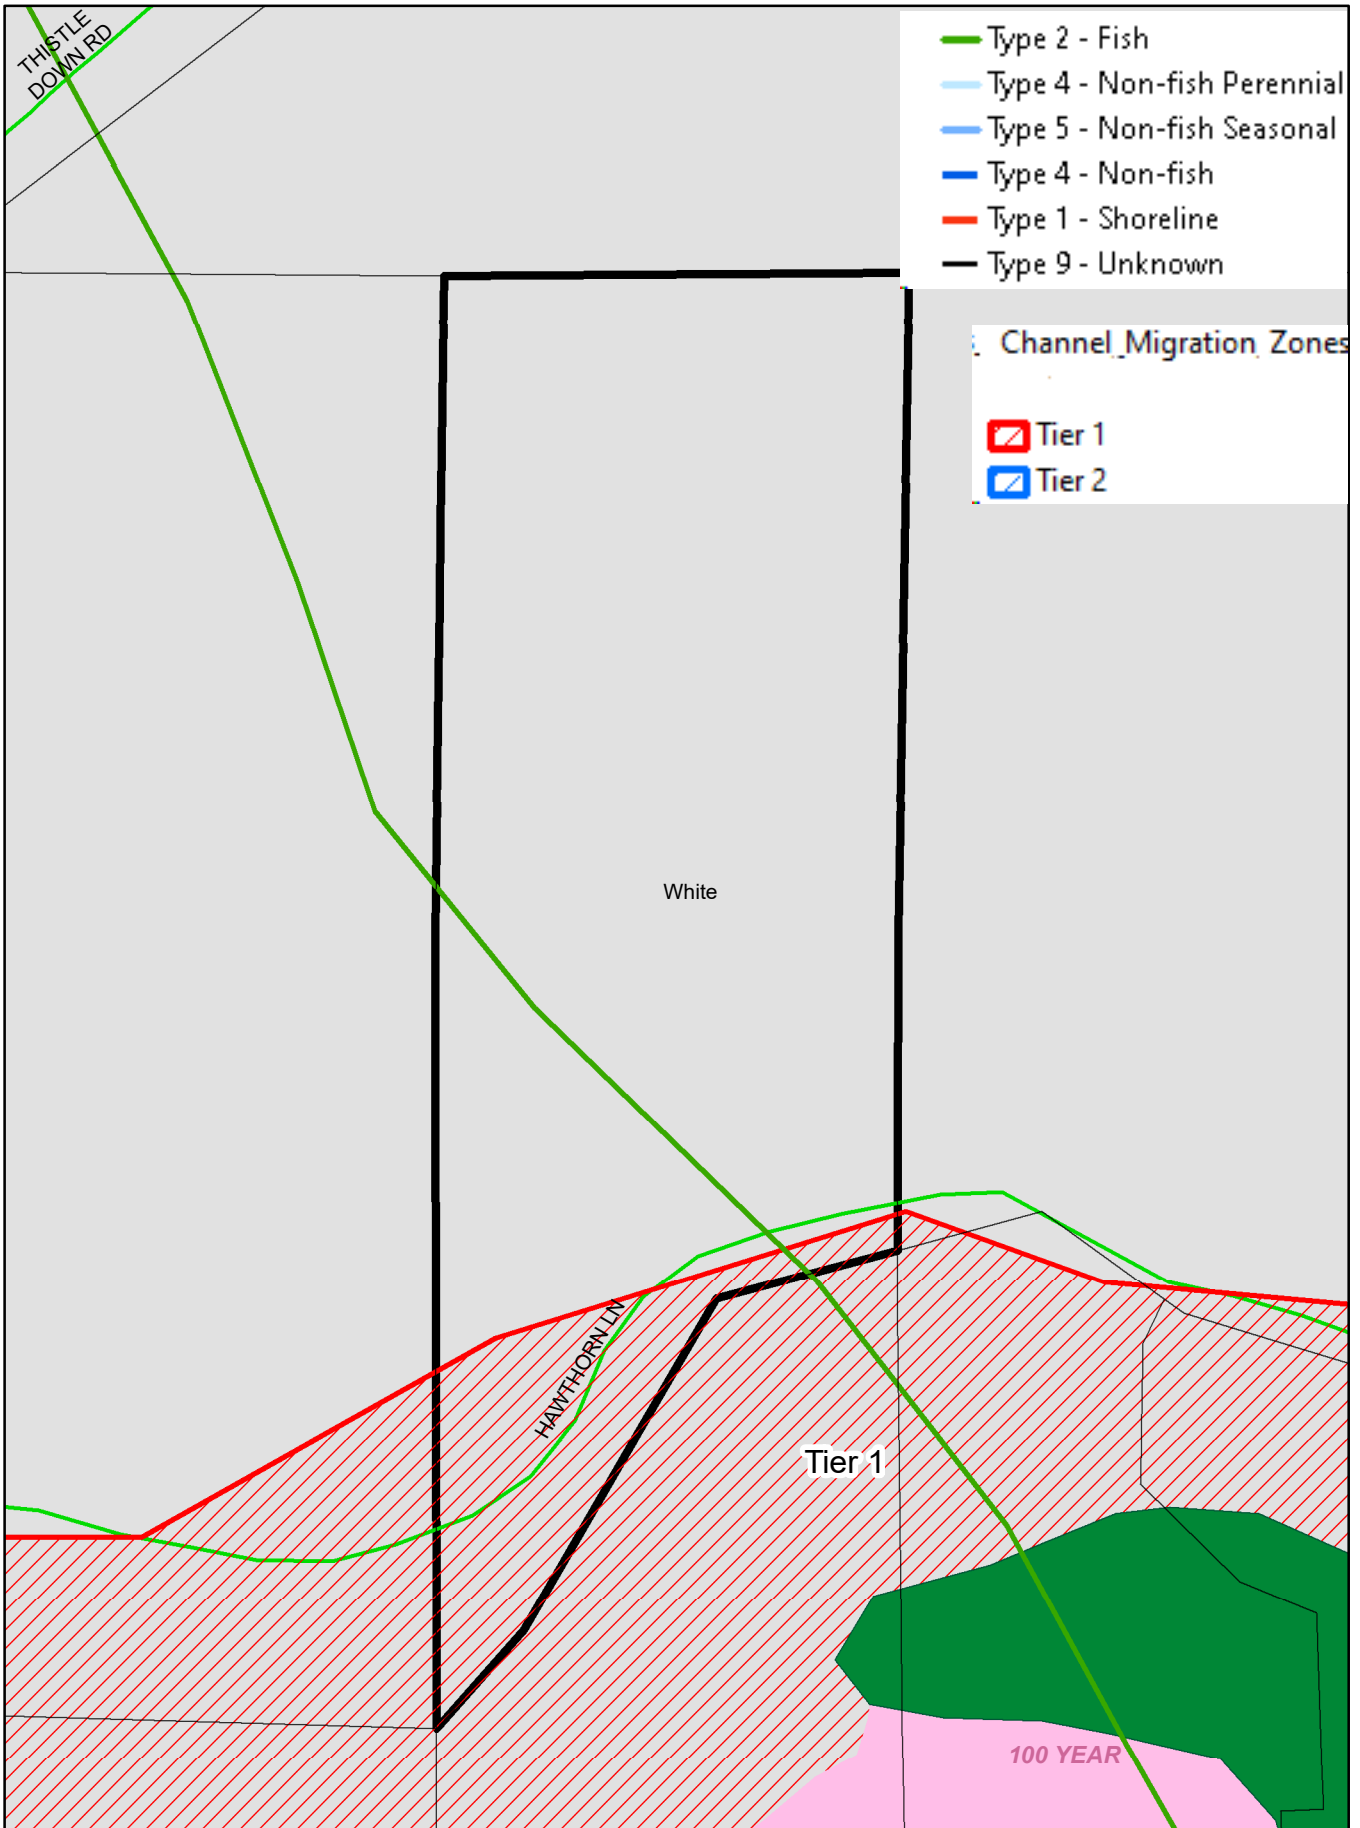 THISTLE
DOWN RD
Type 2 - Fish
Type 4 - Non-fish Perennial
Type 5 - Non-fish Seasonal
Type 4 - Non-fish
Type 1 - Shoreline
Type 9 - Unknown
Channel_Migration_Zones
Tier 1
Tier 2
White
HAWTHORN LN
Tier 1
100 YEAR